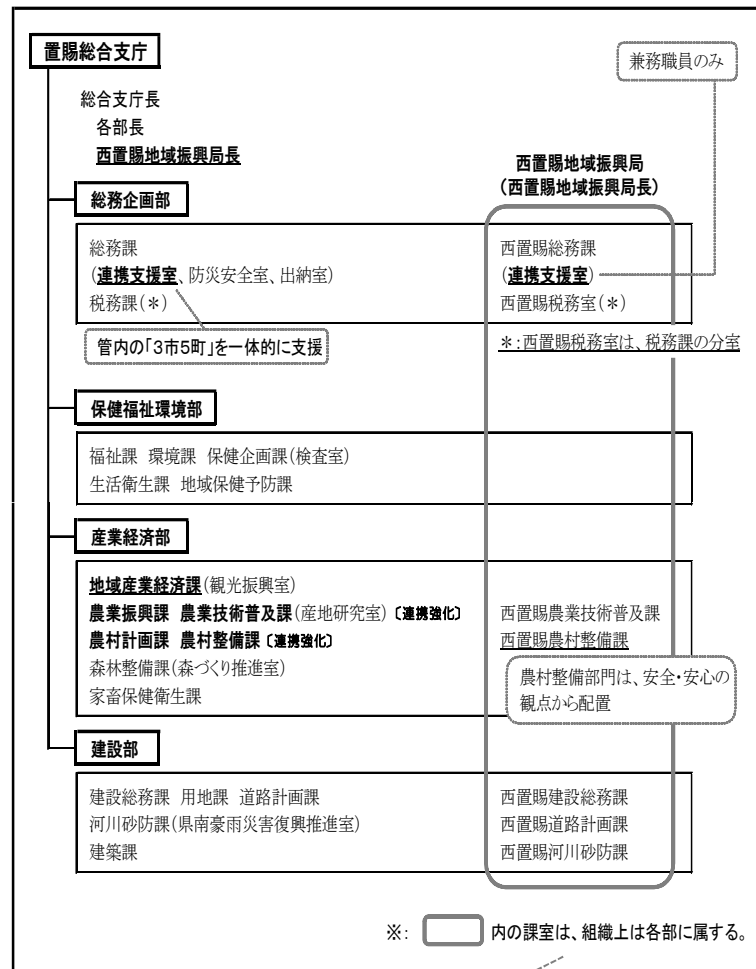 置賜総合支庁
兼務職員のみ
総合支庁長
各部長
西置賜地域振興局長
西置賜地域振興局
(西置賜地域振興局長)
総務企画部
総務課
(連携支援室、防災安全室、出納室)
税務課(＊)
西置賜総務課
(連携支援室)
西置賜税務室(＊)
管内の「3市5町」を一体的に支援
＊:西置賜税務室は、税務課の分室
保健福祉環境部
福祉課 環境課 保健企画課(検査室)
生活衛生課 地域保健予防課
産業経済部
地域産業経済課(観光振興室)
農業振興課 農業技術普及課(産地研究室)〔連携強化〕
農村計画課 農村整備課〔連携強化〕
森林整備課(森づくり推進室)
家畜保健衛生課
西置賜農業技術普及課
西置賜農村整備課
農村整備部門は、安全・安心の
観点から配置
建設部
建設総務課 用地課 道路計画課
河川砂防課(県南豪雨災害復興推進室)
建築課
西置賜建設総務課
西置賜道路計画課
西置賜河川砂防課
※: 内の課室は、組織上は各部に属する。